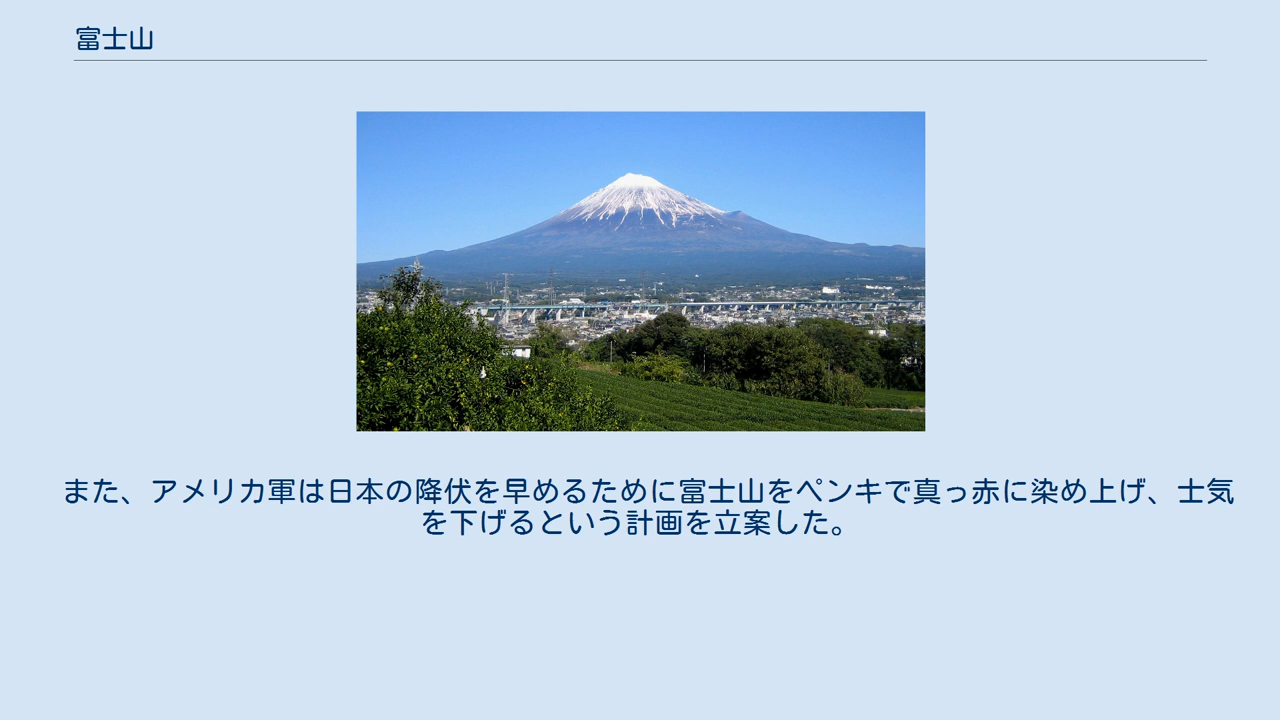 富士山
また、アメリカ軍は日本の降伏を早めるために富士山をペンキで真っ赤に染め上げ、士気
を下げるという計画を立案した。